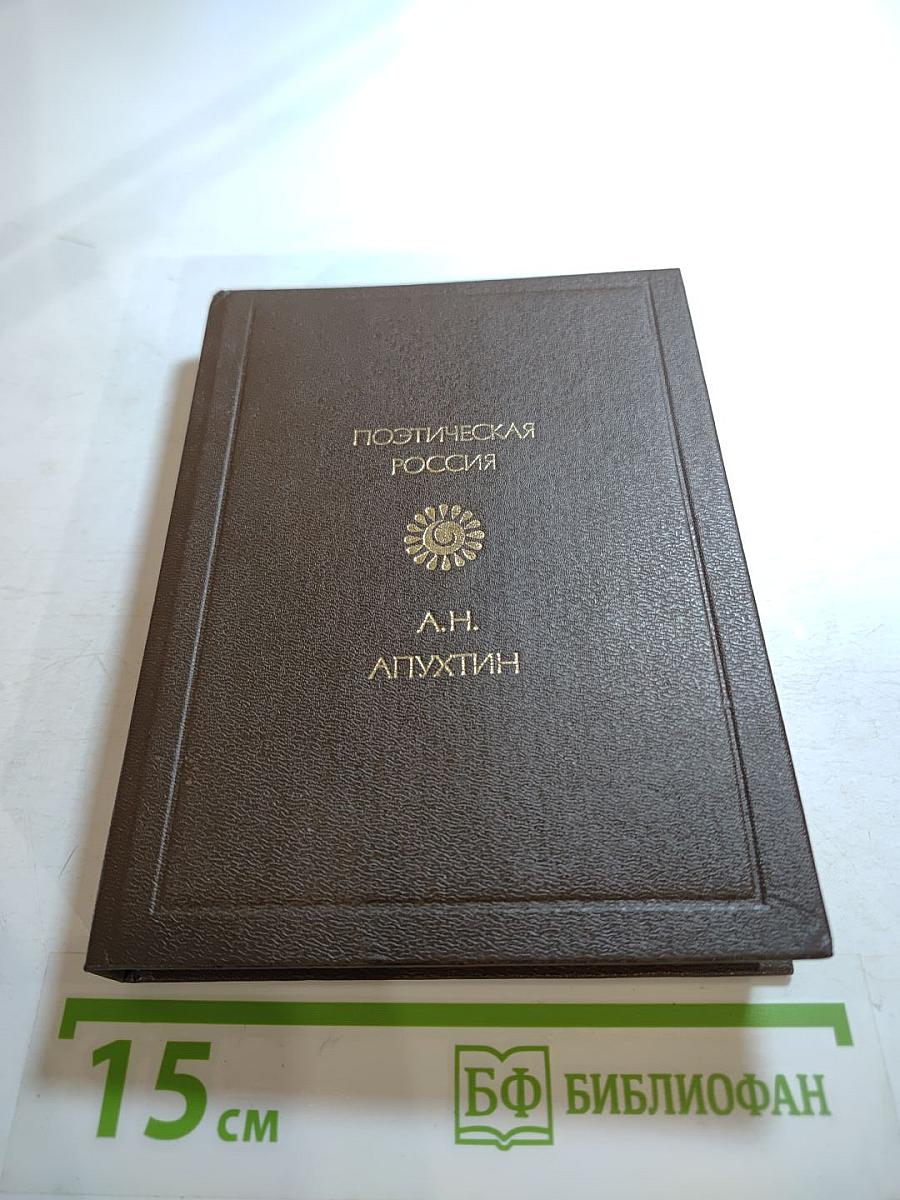 ПОЭТИЧЕСКАЯ
РОССИЯ
А.Н.
АПУХТИН
15 см
БФ БИБЛИОФАН